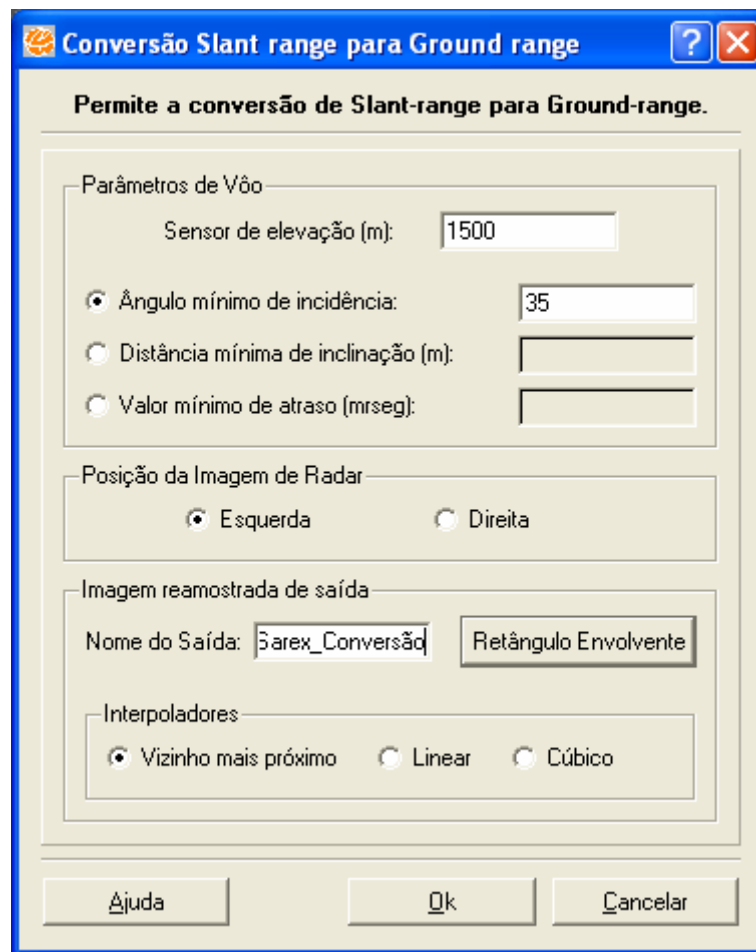 Conversão Slant range para Ground range
Permite a conversão de Slant-range para Ground-range.
Parâmetros de Vôo
Sensor de elevação (m): 1500
Ângulo mínimo de incidência: 35
Distância mínima de inclinação (m):
Valor mínimo de atraso (mrseg):
Posição da Imagem de Radar
Esquerda Direita
Imagem reamostrada de saída
Nome do Saída: Sarex_Conversão Retângulo Envolvente
Interpoladores
Vizinho mais próximo Linear Cúbico
Ajuda Ok Cancelar